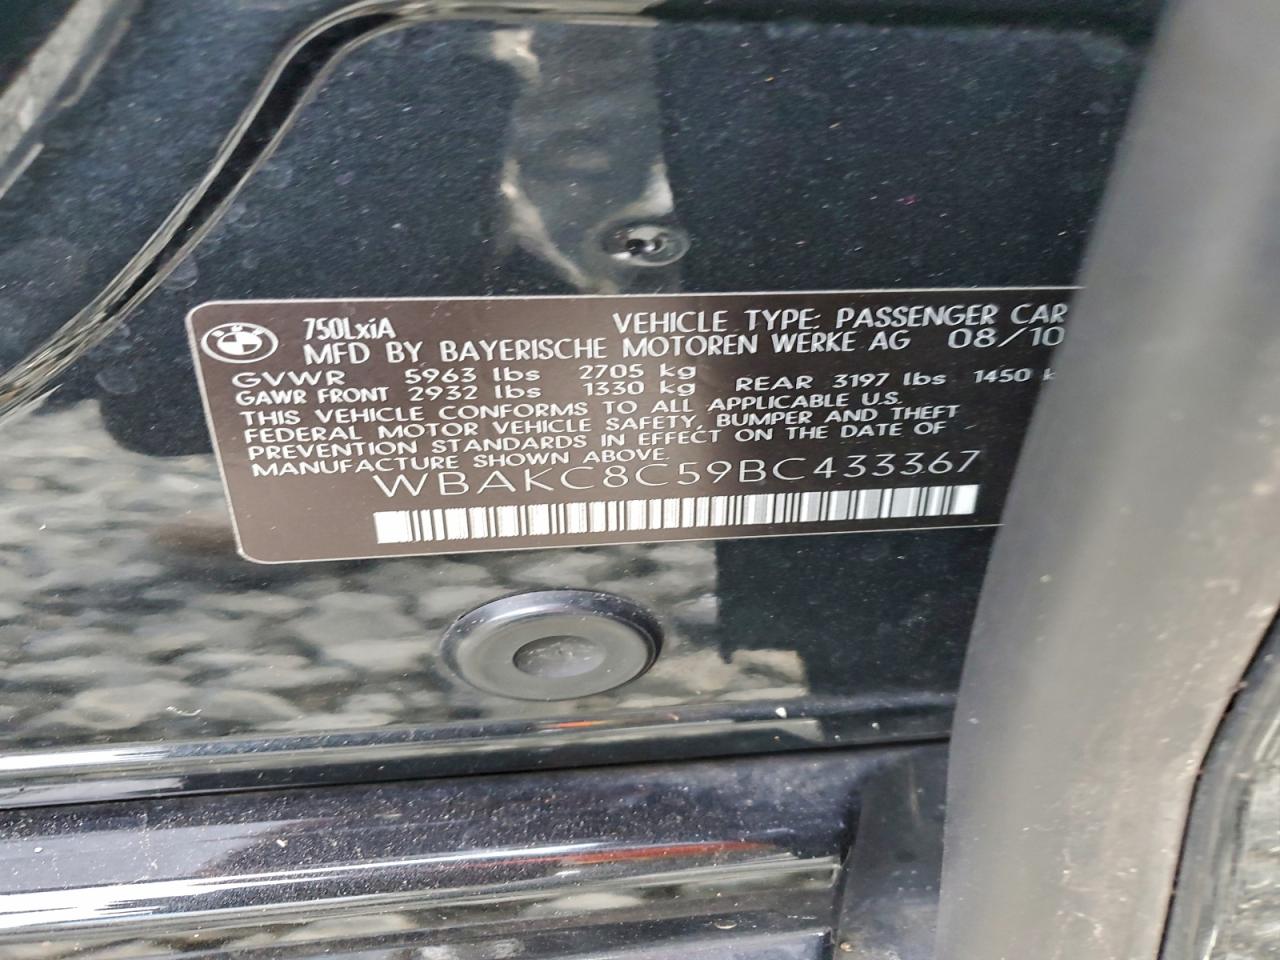 750LxiA VEHICLE TYPE: PASSENGER CAR
MFD BY BAYERISCHE MOTOREN WERKE AG 08/10
GVWR 5963 lbs 2705 kg
GAWR FRONT 2932 lbs 1330 kg REAR 3197 lbs 1450 k
THIS VEHICLE CONFORMS TO ALL APPLICABLE U.S.
FEDERAL MOTOR VEHICLE SAFETY, BUMPER AND THEFT
PREVENTION STANDARDS IN EFFECT ON THE DATE OF
MANUFACTURE SHOWN ABOVE.
WBAKC8C59BC433367